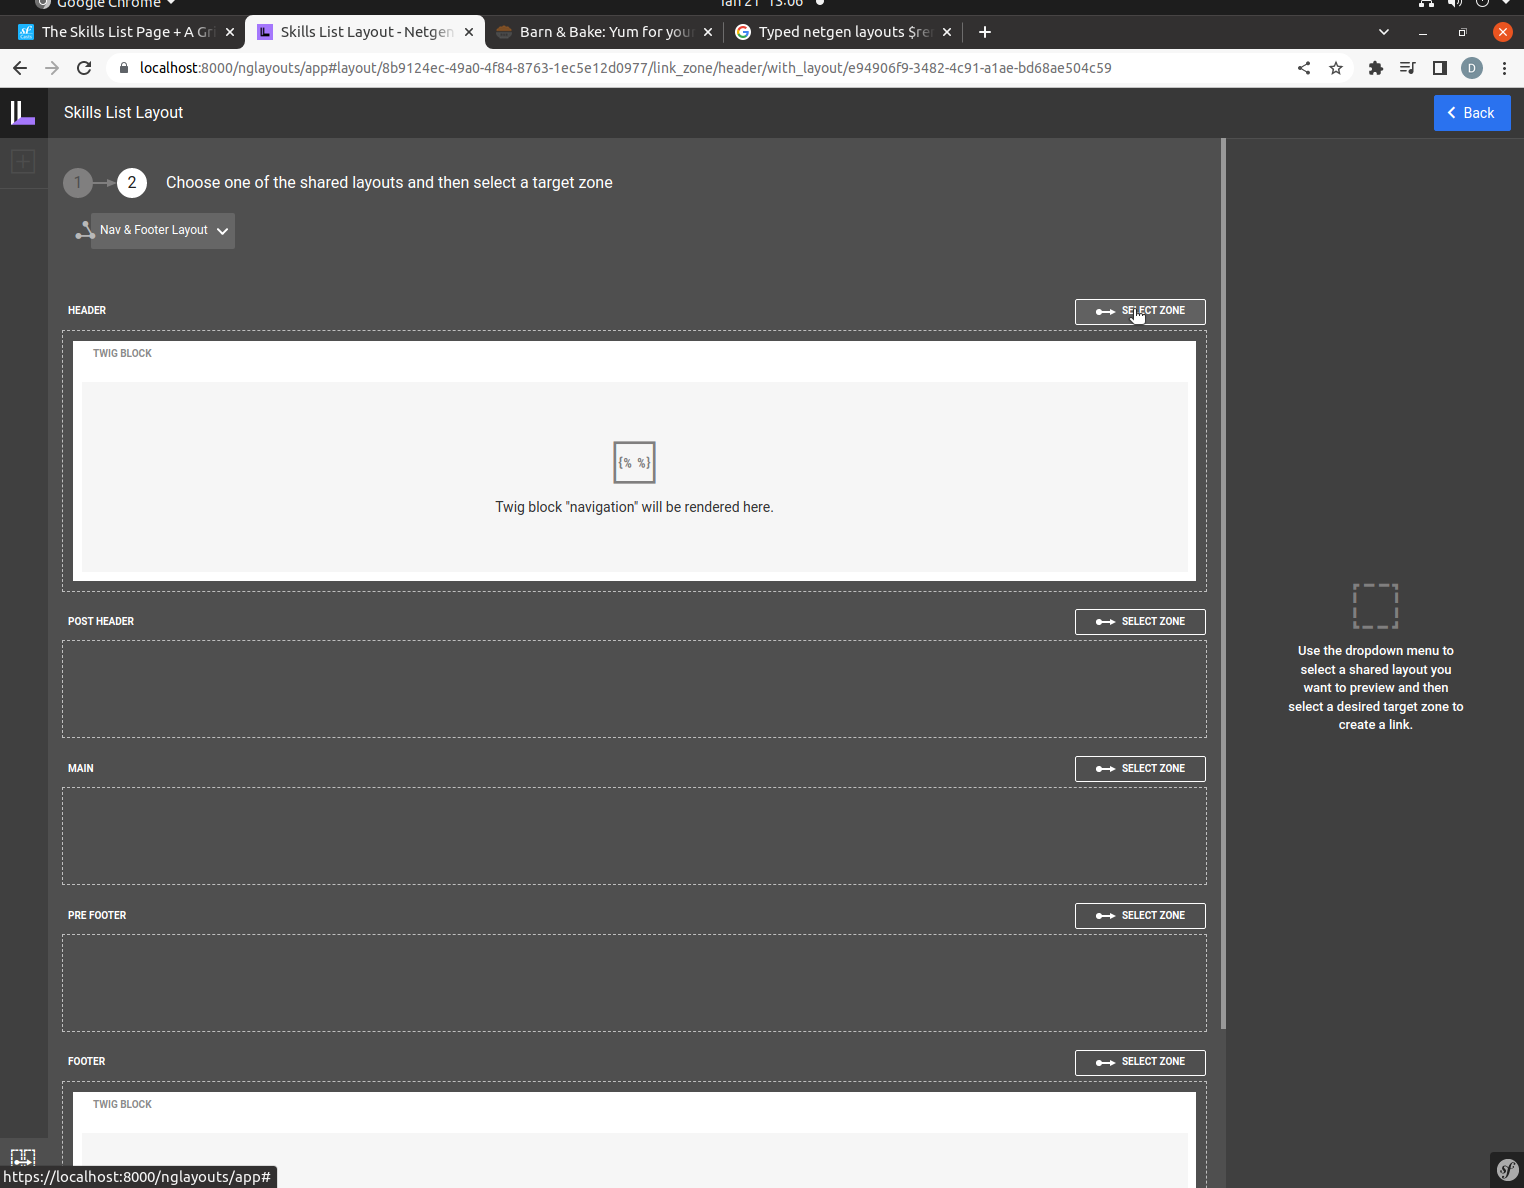 Google Chrome
Jan 21 13:06
The Skills List Page + A Gri
Skills List Layout - Netgen
Barn & Bake: Yum for your
Typed netgen layouts $re
localhost:8000/nglayouts/app#layout/8b9124ec-49a0-4f84-8763-1ec5e12d0977/link_zone/header/with_layout/e94906f9-3482-4c91-a1ae-bd68ae504c59
D
Skills List Layout
Back
1
2
Choose one of the shared layouts and then select a target zone
Nav & Footer Layout
HEADER
SELECT ZONE
TWIG BLOCK
{% %}
Twig block "navigation" will be rendered here.
POST HEADER
SELECT ZONE
MAIN
SELECT ZONE
Use the dropdown menu to
select a shared layout you
want to preview and then
select a desired target zone to
create a link.
PRE FOOTER
SELECT ZONE
FOOTER
SELECT ZONE
TWIG BLOCK
https://localhost:8000/nglayouts/app#
sf